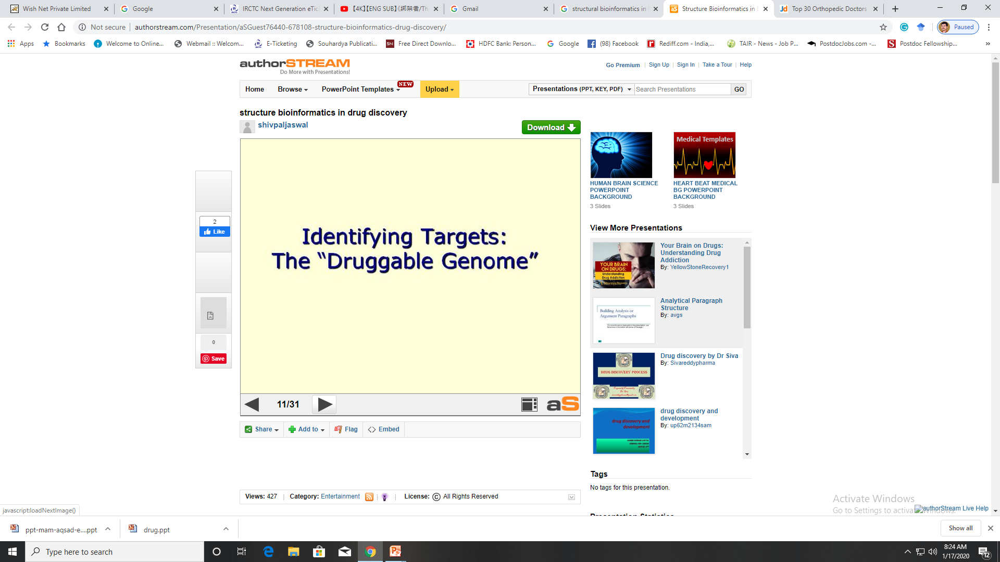 Wish Net Private Limited
Google
IRCTC Next Generation eTic
【4K】【ENG SUB】《绑架者/Th
Gmail
structural bioinformatics in
Structure Bioinformatics in
Top 30 Orthopedic Doctors
Not secure
authorstream.com/Presentation/aSGuest76440-678108-structure-bioinformatics-drug-discovery/
Paused
Apps
Bookmarks
Welcome to Online...
Webmail :: Welcom...
E-Ticketing
Souhardya Publicati...
Free Direct Downlo...
HDFC Bank: Person...
Google
(98) Facebook
Rediff.com - India,...
TAIR - News - Job P...
PostdocJobs.com -...
Postdoc Fellowship...
»
authorSTREAM
Do More with Presentations!
Go Premium | Sign Up | Sign In | Take a Tour | Help
Home
Browse
PowerPoint Templates
NEW
Upload
Presentations (PPT, KEY, PDF)
Search Presentations
GO
structure bioinformatics in drug discovery
shivpaljaswal
Download
Identifying Targets:
The “Druggable Genome”
2
Like
0
Save
11/31
aS
Share
Add to
Flag
Embed
Views: 427
Category: Entertainment
License: © All Rights Reserved
Medical Templates
HUMAN BRAIN SCIENCE
POWERPOINT
BACKGROUND
3 Slides
HEART BEAT MEDICAL
BG POWERPOINT
BACKGROUND
3 Slides
View More Presentations
YOUR BRAIN
ON DRUGS:
Understanding
Drug Addiction
Your Brain on Drugs:
Understanding Drug
Addiction
By: YellowStoneRecovery1
Building Analysis or
Argument Paragraphs
Analytical Paragraph
Structure
By: avgs
DRUG DISCOVERY PROCESS
Drug discovery by Dr Siva
By: Sivareddypharma
drug discovery and
development
drug discovery and
development
By: up62m2134sam
Tags
No tags for this presentation.
Presentation Statistics
Activate Windows
Go to Settings to activate Windows.
authorStream Live Help
javascript:loadNextImage()
ppt-mam-aqsad-e....ppt
drug.ppt
Show all
Type here to search
8:24 AM
1/17/2020
12